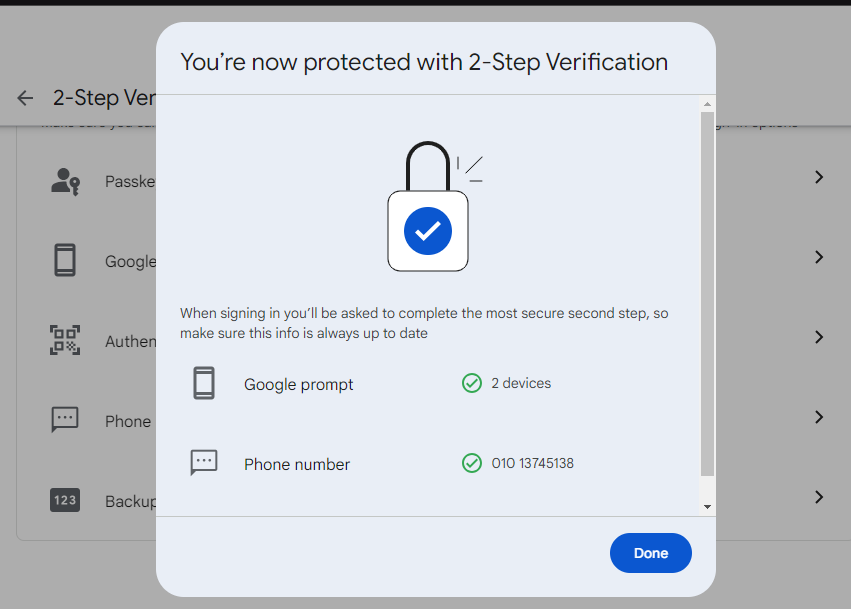 You're now protected with 2-Step Verification
2-Step Ver
Passke
Google
Authen
Phone
Backup
123
When signing in you'll be asked to complete the most secure second step, so
make sure this info is always up to date
Google prompt
2 devices
Phone number
010 13745138
Done